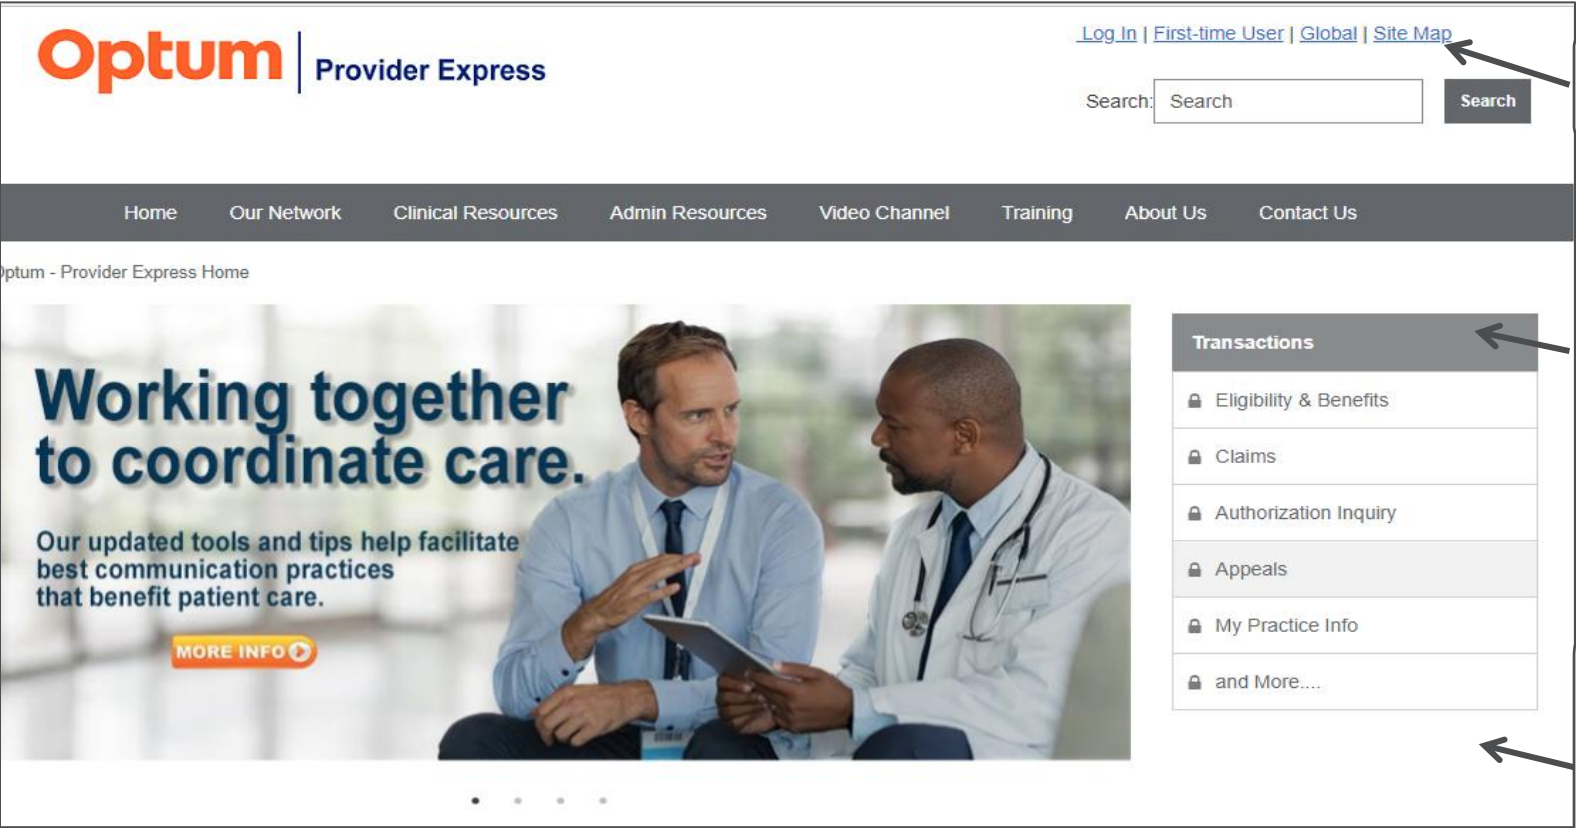 Optum
Provider Express
Log In | First-time User | Global | Site Map
Search: Search
Search
Home Our Network Clinical Resources Admin Resources Video Channel Training About Us Contact Us
Optum - Provider Express Home
Working together
to coordinate care.
Our updated tools and tips help facilitate
best communication practices
that benefit patient care.
MORE INFO
Transactions
Eligibility & Benefits
Claims
Authorization Inquiry
Appeals
My Practice Info
and More....